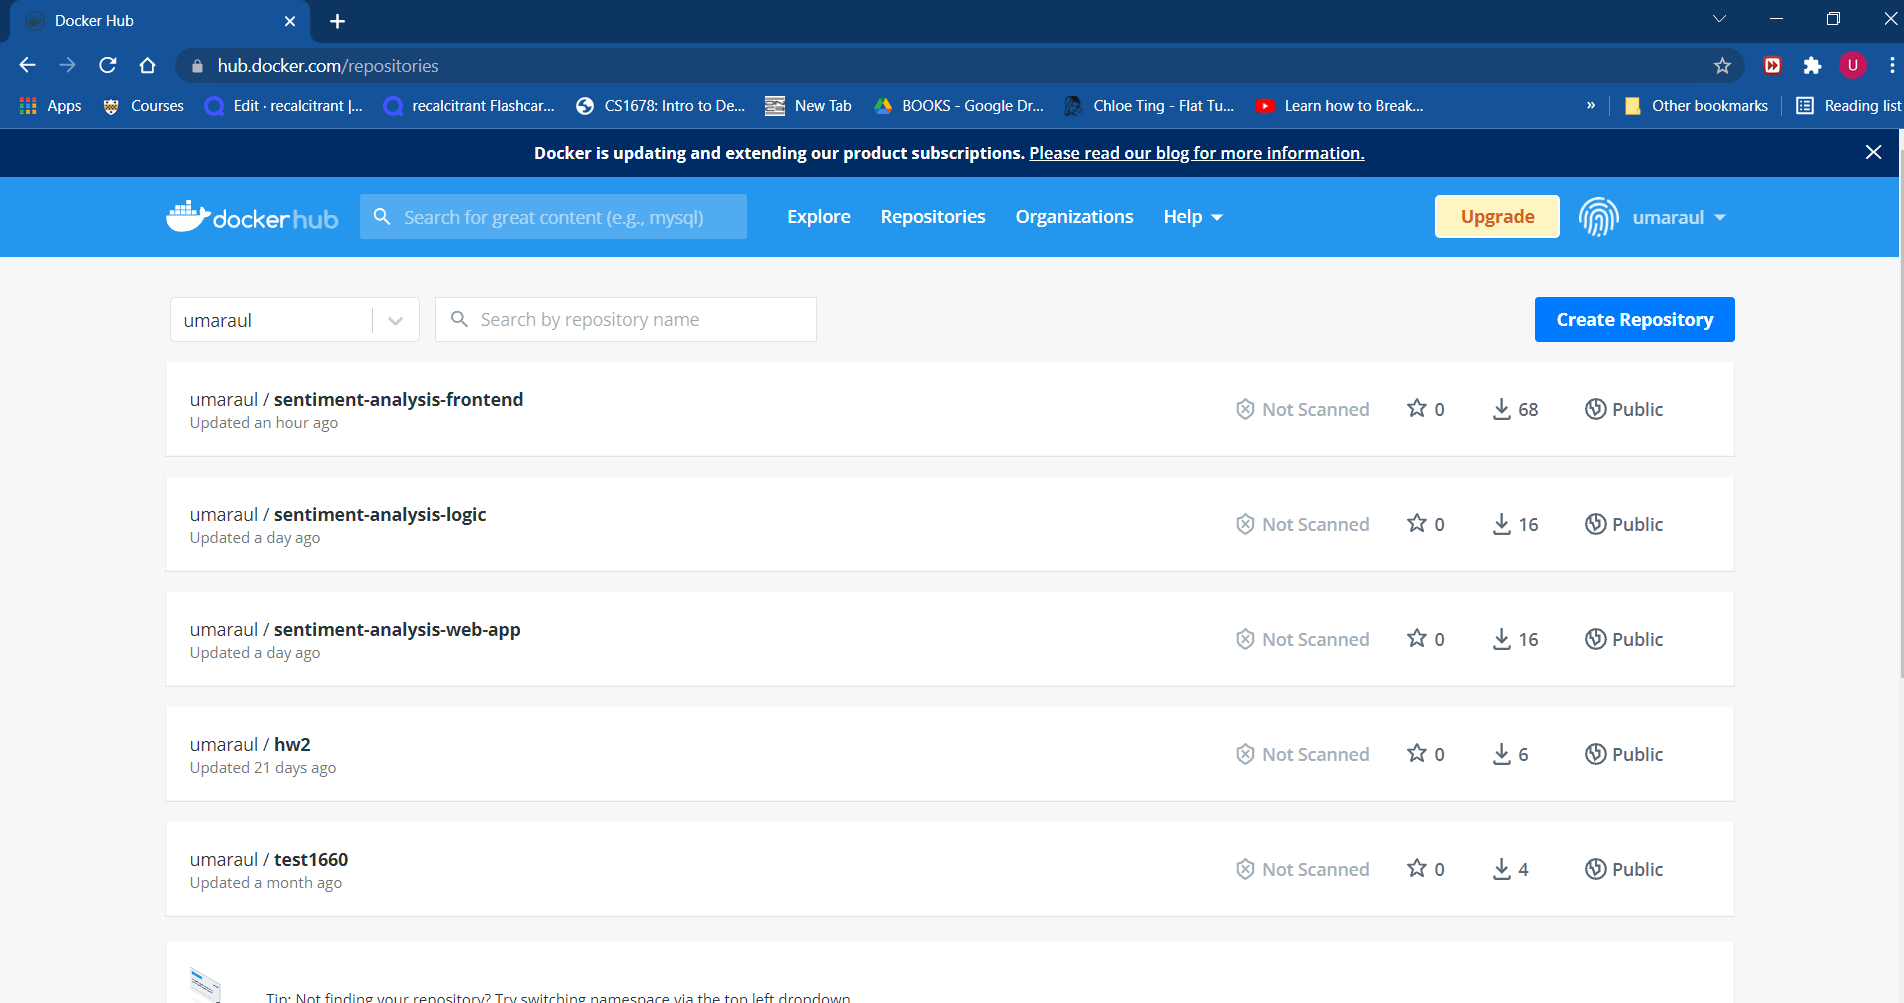 Docker Hub
hub.docker.com/repositories
U
Apps Courses Edit · recalcitrant |... recalcitrant Flashcar... CS1678: Intro to De... New Tab BOOKS - Google Dr... Chloe Ting - Flat Tu... Learn how to Break... » Other bookmarks Reading list
Docker is updating and extending our product subscriptions. Please read our blog for more information.
dockerhub Search for great content (e.g., mysql) Explore Repositories Organizations Help Upgrade umaraul
umaraul Search by repository name Create Repository
umaraul / sentiment-analysis-frontend Not Scanned 0 68 Public
Updated an hour ago
umaraul / sentiment-analysis-logic Not Scanned 0 16 Public
Updated a day ago
umaraul / sentiment-analysis-web-app Not Scanned 0 16 Public
Updated a day ago
umaraul / hw2 Not Scanned 0 6 Public
Updated 21 days ago
umaraul / test1660 Not Scanned 0 4 Public
Updated a month ago
Tip: Not finding your repository? Try switching namespace via the top left dropdown